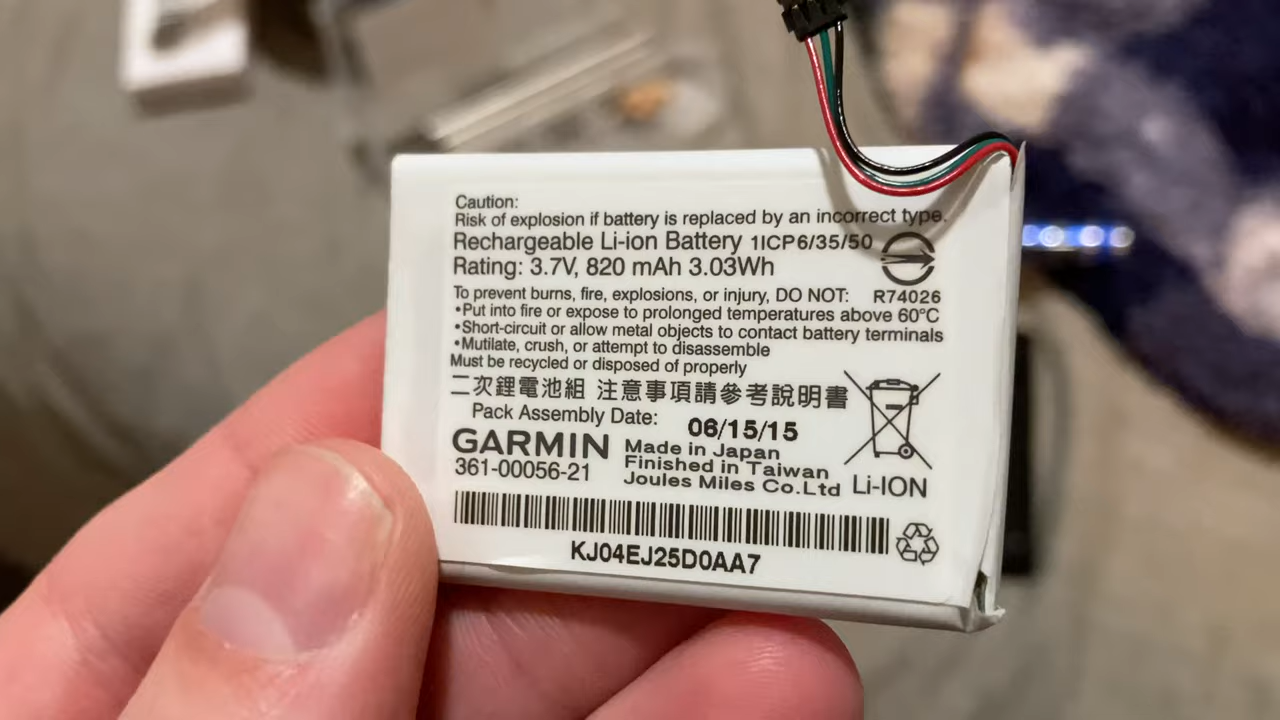 Caution:
Risk of explosion if battery is replaced by an incorrect type.
Rechargeable Li-ion Battery 1ICP6/35/50
Rating: 3.7V, 820 mAh 3.03Wh
To prevent burns, fire, explosions, or injury, DO NOT:
R74026
•Put into fire or expose to prolonged temperatures above 60°C
•Short-circuit or allow metal objects to contact battery terminals
•Mutilate, crush, or attempt to disassemble
Must be recycled or disposed of properly
二次鋰電池組 注意事項請參考說明書
Pack Assembly Date: 06/15/15
GARMIN
361-00056-21
Made in Japan
Finished in Taiwan
Joules Miles Co.Ltd
Li-ION
KJ04EJ25D0AA7